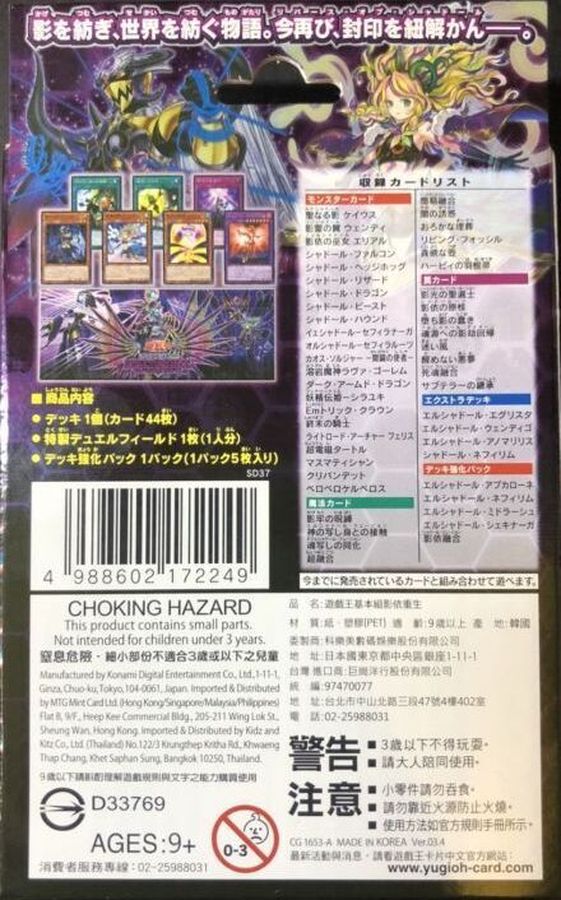 影を紡ぎ、世界を紡ぐ物語。今再び、封印を紐解かん――。
収録カードリスト
モンスターカード
聖なる影 ケイウス
影霊の翼 ウェンディ
影依の巫女 エリアル
シャドール・ファルコン
シャドール・ヘッジホッグ
シャドール・リザード
シャドール・ドラゴン
シャドール・ビースト
シャドール・ハウンド
イェシャドール・セフィラナーガ
オルシャドール・セフィラルーツ
カオス・ソルジャー －開闢の使者－
溶岩魔神ラヴァ・ゴーレム
ダーク・アームド・ドラゴン
妖精伝姫－シラユキ
Emトリック・クラウン
終末の騎士
ライトロード・アーチャー フェリス
超電磁タートル
マスマティシャン
クリバンデット
ペロペロケルペロス
魔法カード
影牢の呪縛
神の写し身との接触
魂写しの同化
超融合
簡易融合
闇の誘惑
おろかな埋葬
リビング・フォッシル
貪欲な壺
ハーピィの羽根帚
罠カード
影光の聖選士
影依の原核
堕ち影の蠢き
魂源への影劫回帰
迷い風
醒めない悪夢
死魂融合
サブテラーの継承
エクストラデッキ
エルシャドール・エグリスタ
エルシャドール・ウェンディゴ
エルシャドール・アノマリリス
エルシャドール・シャキナーガ
デッキ強化パック
エルシャドール・アプカローネ
エルシャドール・ネフィリム
エルシャドール・ミドラーシュ
エルシャドール・シェキナーガ
影依融合
今までに発売されているカードと組み合わせて遊べます。
■ 商品内容
● デッキ 1個(カード44枚)
● 特製デュエルフィールド 1枚(1人分)
● デッキ強化パック 1パック(1パック5枚入り)
SD37
4 988602 172249
CHOKING HAZARD
This product contains small parts.
Not intended for children under 3 years.
窒息危險・細小部份不適合3歳或以下之兒童
Manufactured by Konami Digital Entertainment Co., Ltd.,1-11-1,
Ginza, Chuo-ku,Tokyo,104-0061,Japan. Imported & Distributed
by MTG Mint Card Ltd. (Hong Kong/Singapore/Malaysia/Philippines)
Flat B, 9/F., Heep Kee Commercial Bldg., 205-211 Wing Lok St.,
Sheung Wan, Hong Kong. Imported & Distributed by Kidz and
Kitz Co., Ltd. (Thailand) No.122/3 Krungthep Kritha Rd., Khwaeng
Thap Chang, Khet Saphan Sung, Bangkok 10250, Thailand.
9歳以下請斟酌理解遊戲規則與文字之能力購買使用
D33769
AGES:9+
0-3
消費者服務專線：02-25988031
品 名：遊戲王基本組影依重生
材 質：紙・塑膠(PET) 適 齡：9歳以上 產 地：韓國
委製商：科樂美數碼娛樂股份有限公司
地 址：日本國東京都中央區銀座1-11-1
台灣進口商：巨崗洋行股份有限公司
統 編：97470077
地 址：台北市中山北路三段47號4樓402室
電 話：02-25988031
警告
■ 3歳以下不得玩耍。
■ 請大人陪同使用。
注意
■ 小零件請勿吞食。
■ 請勿靠近火源防止火燒。
■ 使用方法如官方規則手冊所示。
CG 1653-A MADE IN KOREA Ver.03.4
最新活動與消息，請看遊戲王卡片中文官方網站…
www.yugioh-card.com